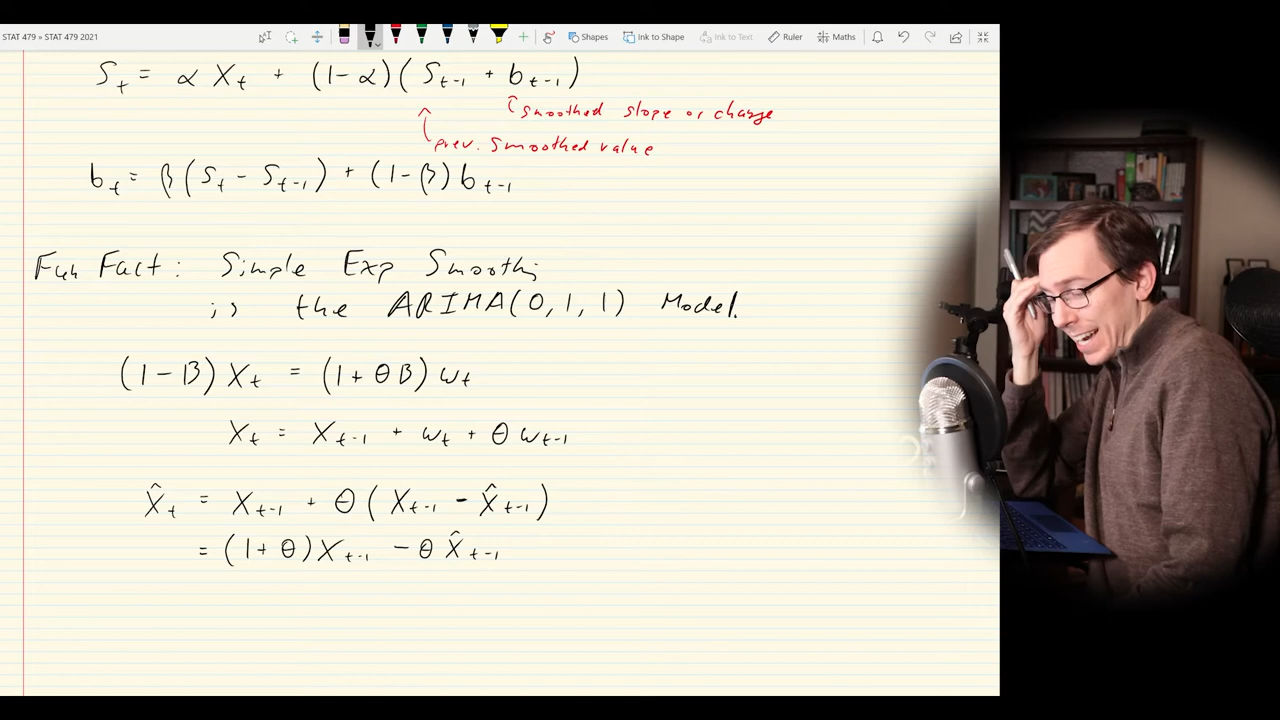 STAT 479 » STAT 479 2021
Shapes Ink to Shape Ink to Text Ruler Maths
S_t = α X_t + (1-α)(S_{t-1} + b_{t-1})
smoothed slope or change
prev. smoothed value
b_t = β(S_t - S_{t-1}) + (1-β) b_{t-1}
Fun Fact: Simple Exp Smoothing
is the ARIMA(0,1,1) Model.
(1-B) X_t = (1+θB) w_t
X_t = X_{t-1} + w_t + θ w_{t-1}
X̂_t = X_{t-1} + θ(X_{t-1} - X̂_{t-1})
= (1+θ) X_{t-1} - θ X̂_{t-1}